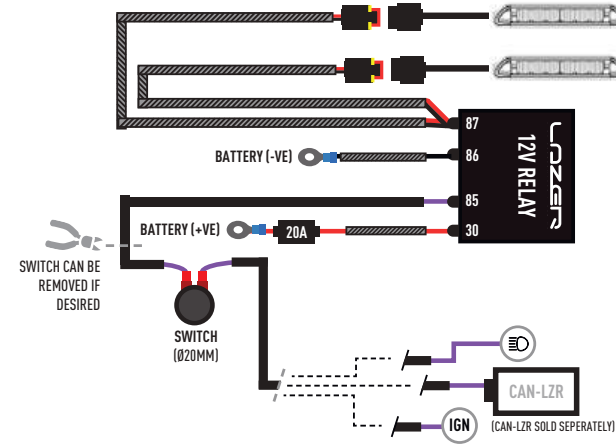 87
BATTERY (-VE)
86
LAZER
12V RELAY
85
BATTERY (+VE)
20A
30
SWITCH CAN BE
REMOVED IF
DESIRED
SWITCH
(Ø20MM)
CAN-LZR
(CAN-LZR SOLD SEPERATELY)
IGN